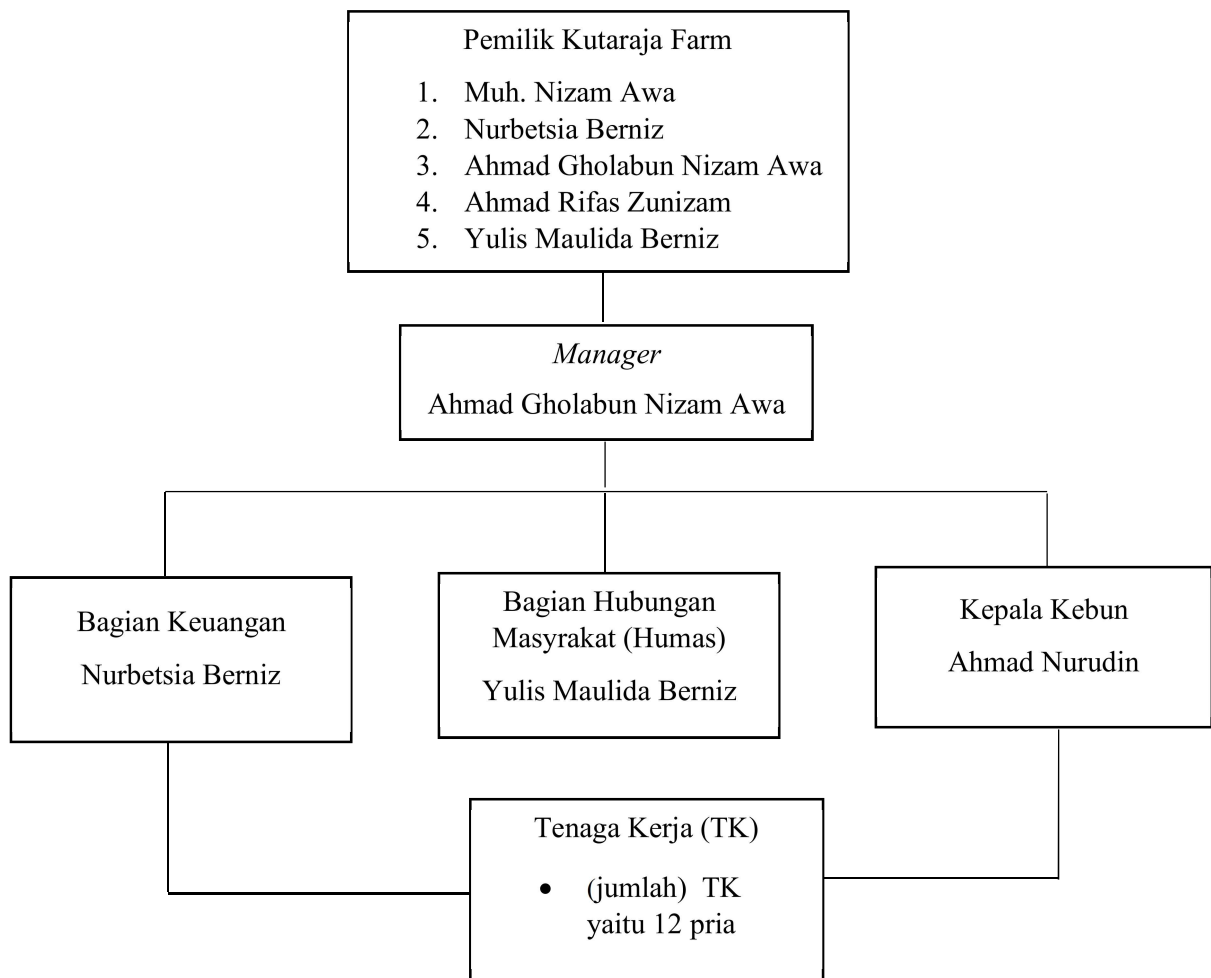 Pemilik Kutaraja Farm
1. Muh. Nizam Awa
2. Nurbetsia Berniz
3. Ahmad Gholabun Nizam Awa
4. Ahmad Rifas Zunizam
5. Yulis Maulida Berniz
Manager
Ahmad Gholabun Nizam Awa
Bagian Keuangan
Nurbetsia Berniz
Bagian Hubungan
Masyrakat (Humas)
Yulis Maulida Berniz
Kepala Kebun
Ahmad Nurudin
Tenaga Kerja (TK)
• (jumlah) TK
yaitu 12 pria